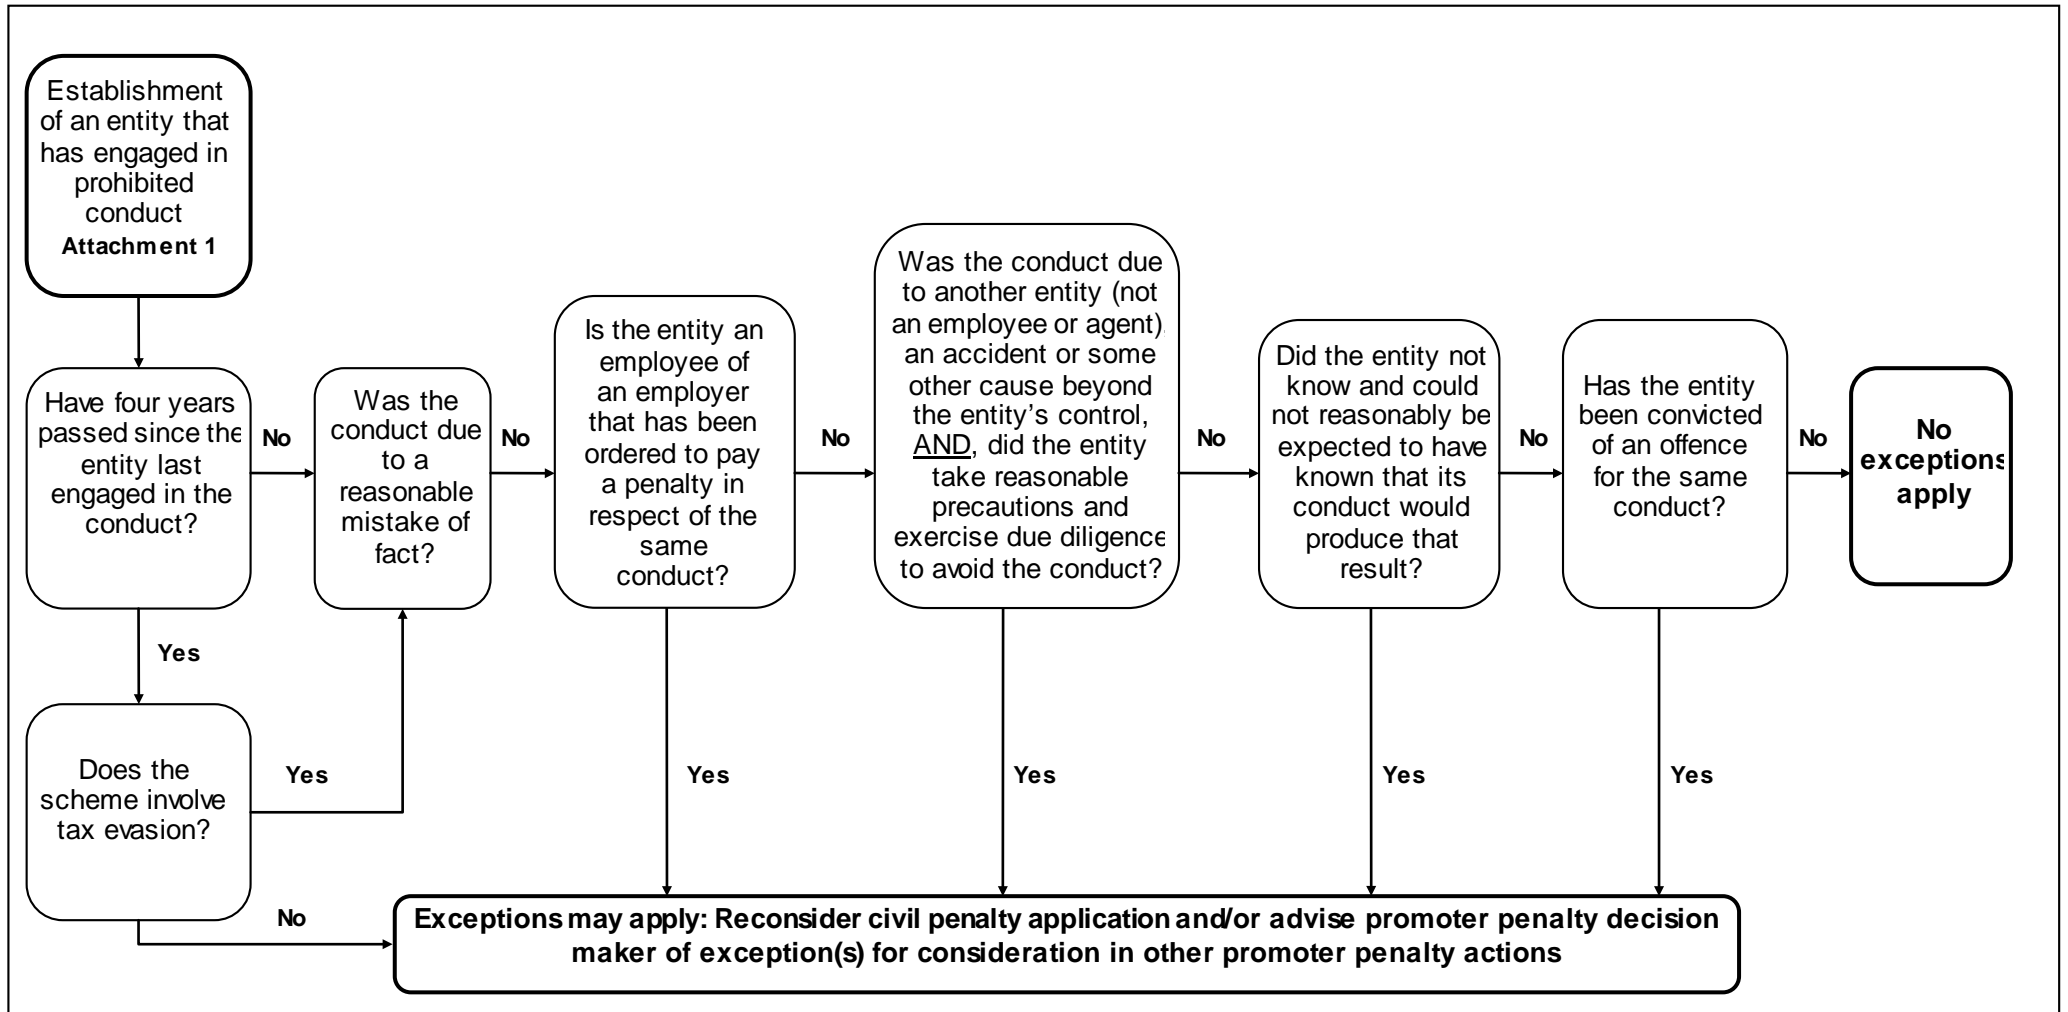 Establishment
of an entity that
has engaged in
prohibited
conduct
Attachment 1
Have four years
passed since the
entity last
engaged in the
conduct?
No
Was the
conduct due
to a
reasonable
mistake of
fact?
No
Is the entity an
employee of
an employer
that has been
ordered to pay
a penalty in
respect of the
same
conduct?
No
Was the conduct due
to another entity (not
an employee or agent),
an accident or some
other cause beyond
the entity’s control,
AND, did the entity
take reasonable
precautions and
exercise due diligence
to avoid the conduct?
No
Did the entity not
know and could
not reasonably be
expected to have
known that its
conduct would
produce that
result?
No
Has the entity
been convicted
of an offence
for the same
conduct?
No
No
exceptions
apply
Yes
Does the
scheme involve
tax evasion?
Yes
Yes
Yes
Yes
Yes
No
Exceptions may apply: Reconsider civil penalty application and/or advise promoter penalty decision
maker of exception(s) for consideration in other promoter penalty actions